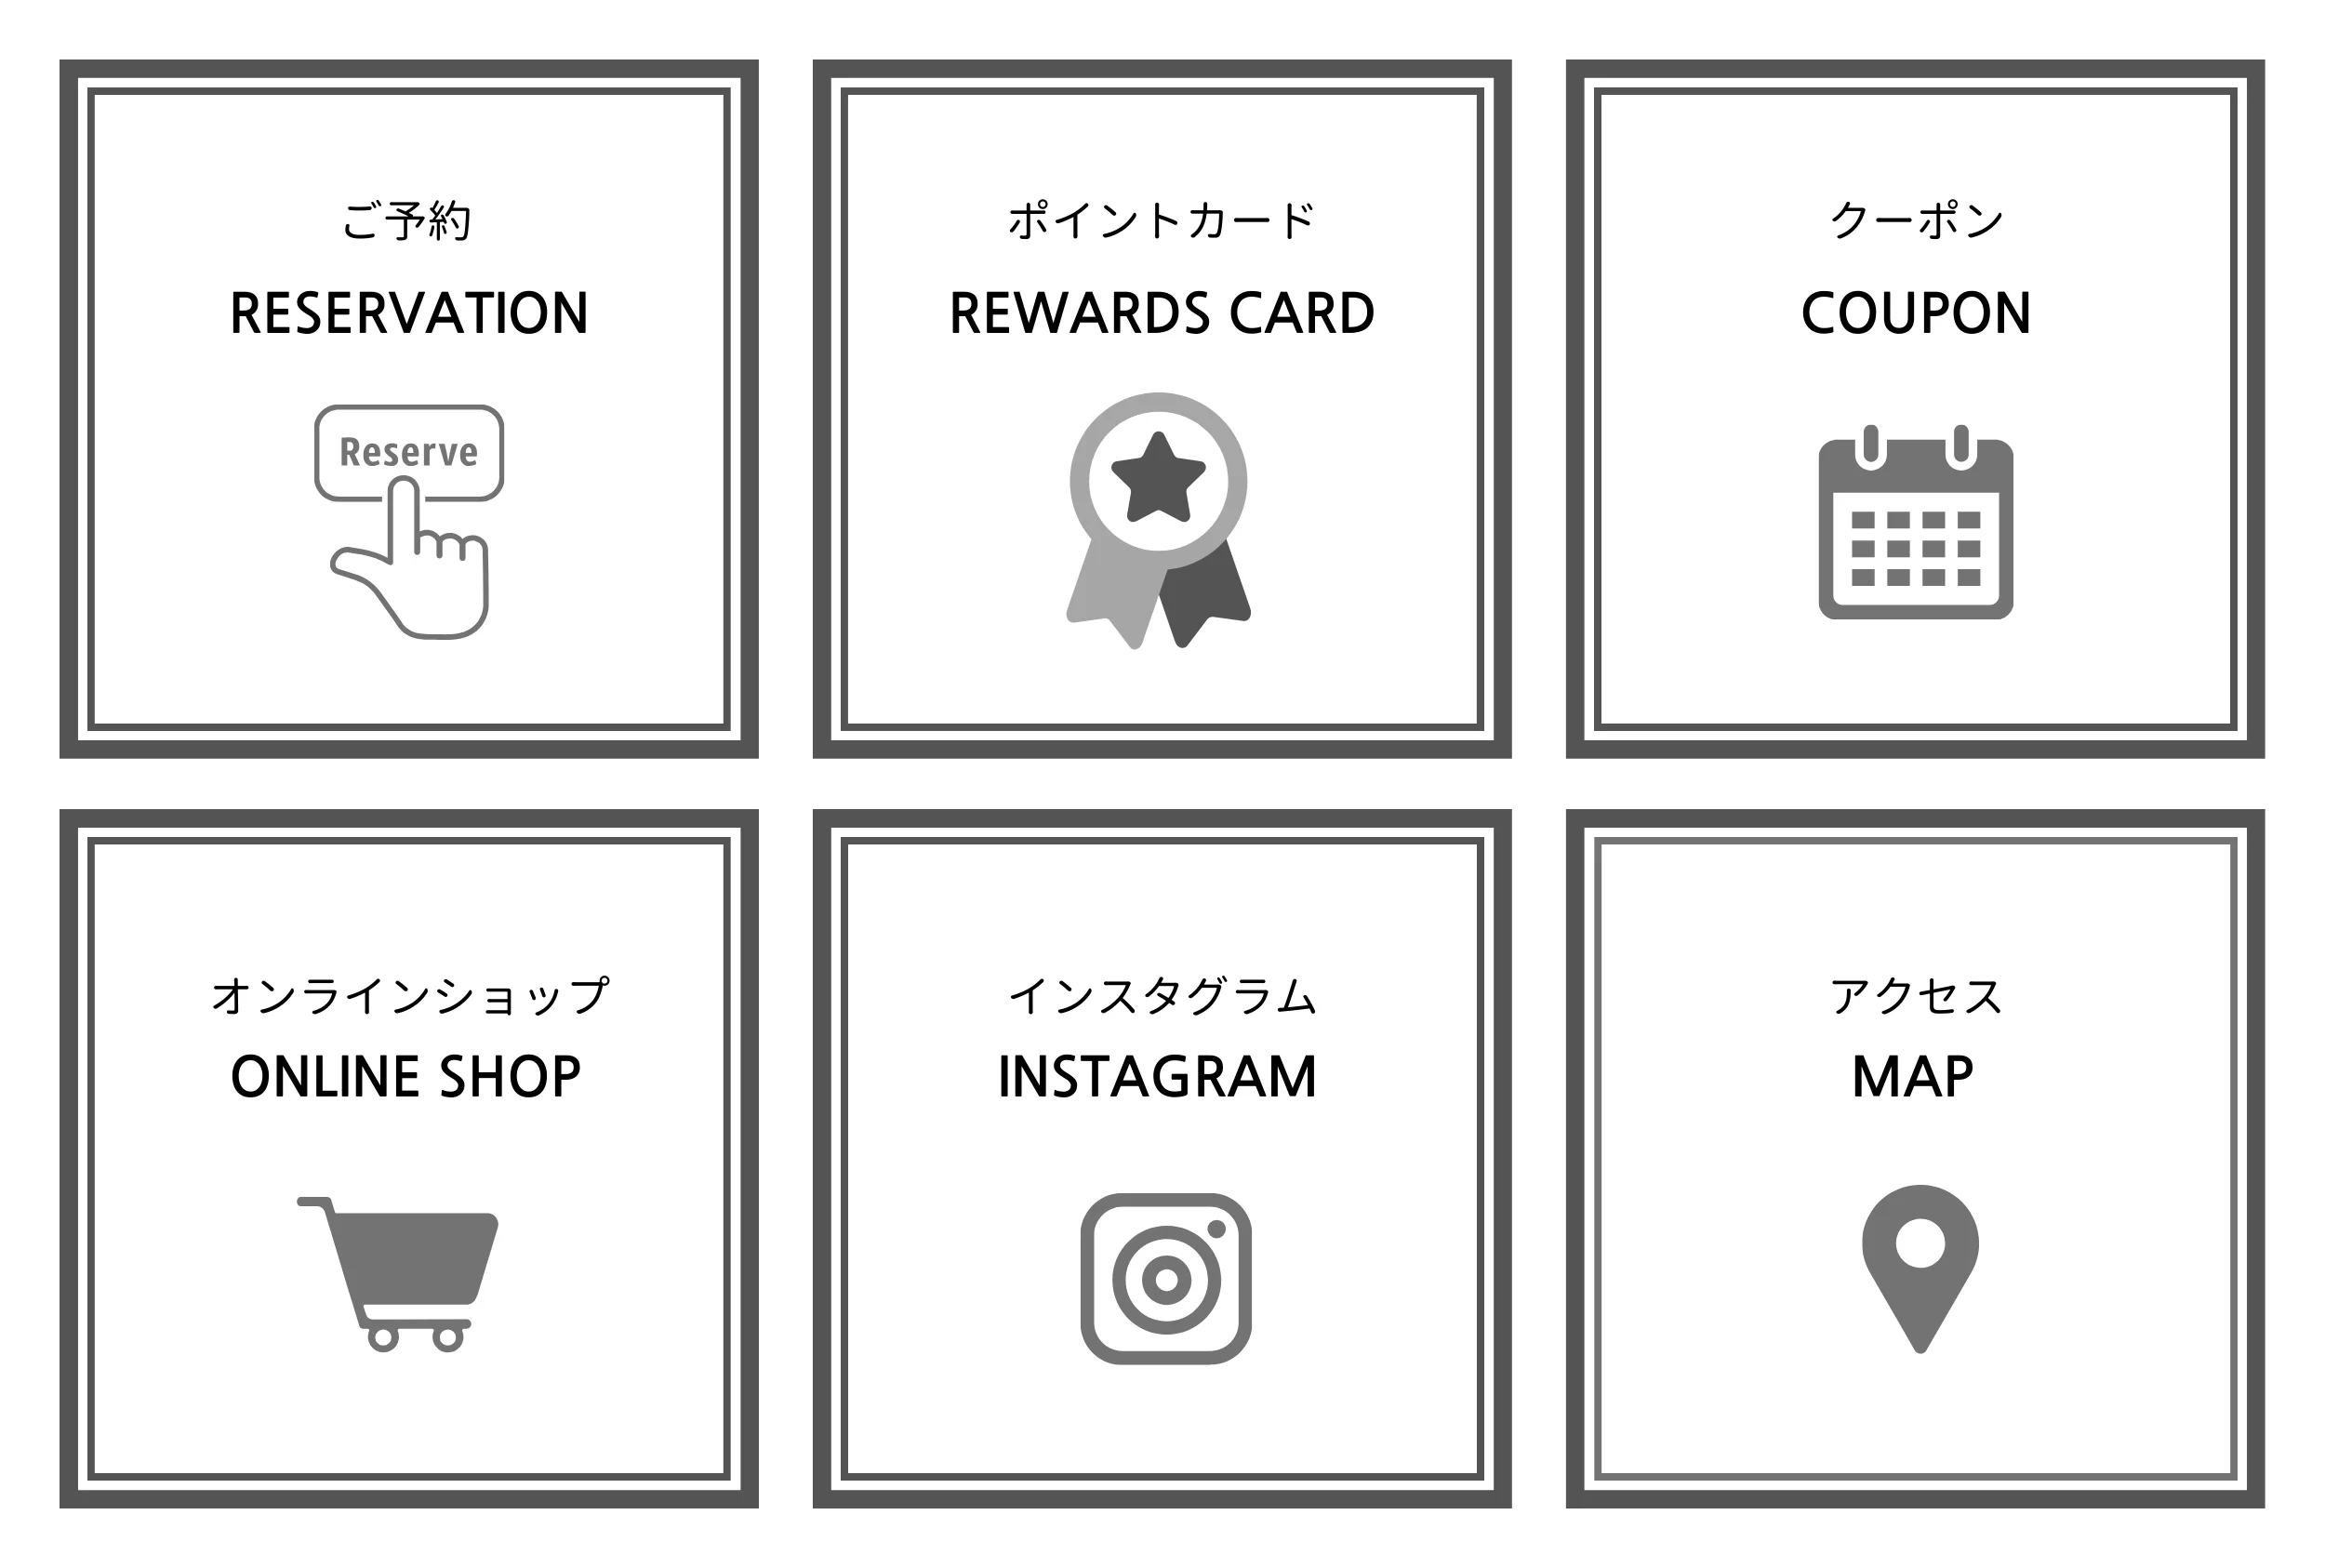 ご予約
RESERVATION
Reserve
ポイントカード
REWARDS CARD
クーポン
COUPON
オンラインショップ
ONLINE SHOP
インスタグラム
INSTAGRAM
アクセス
MAP